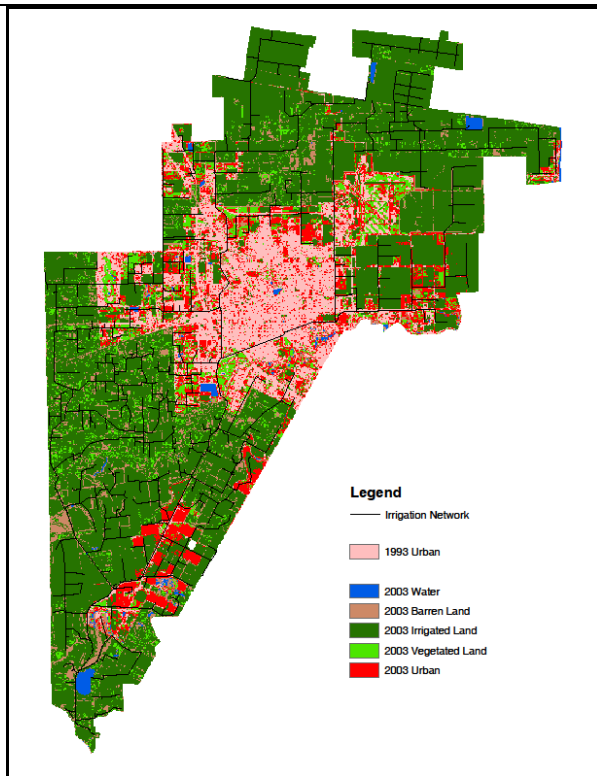 Legend
Irrigation Network
1993 Urban
2003 Water
2003 Barren Land
2003 Irrigated Land
2003 Vegetated Land
2003 Urban